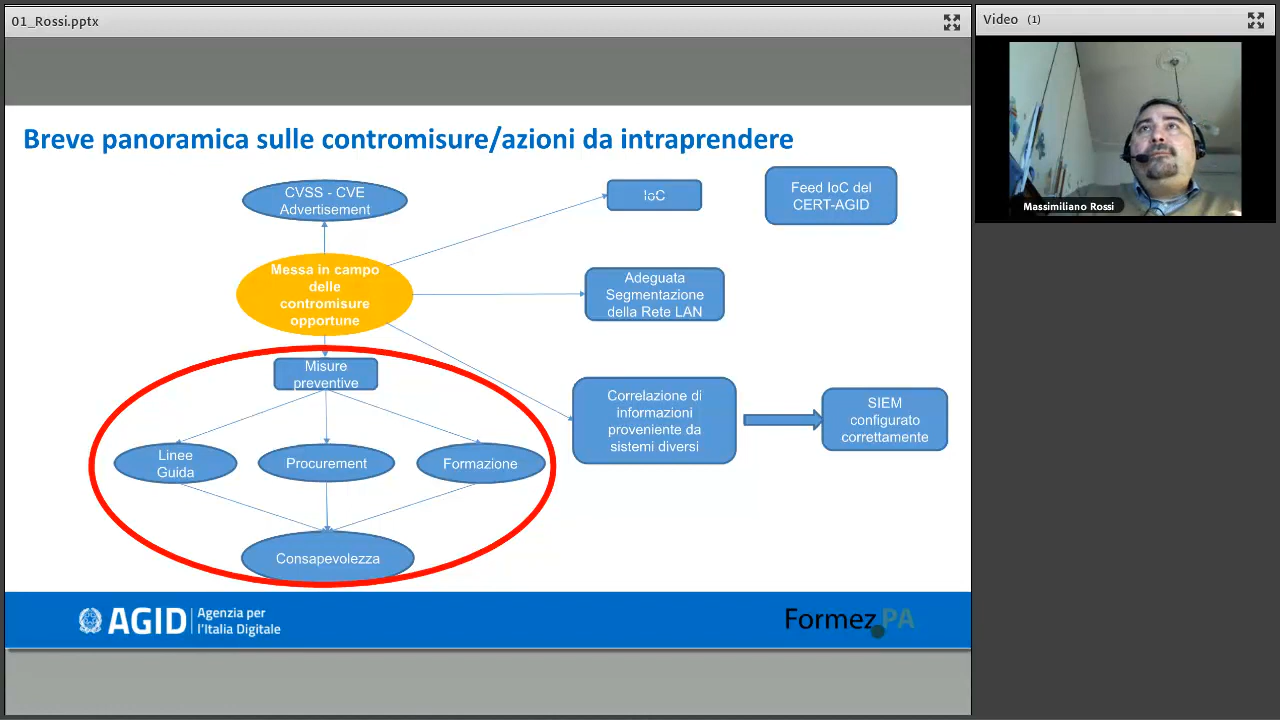 01_Rossi.pptx
Video (1)
Massimiliano Rossi
Breve panoramica sulle contromisure/azioni da intraprendere
CVSS - CVE
Advertisement
IoC
Feed IoC del
CERT-AGID
Messa in campo
delle
contromisure
opportune
Adeguata
Segmentazione
della Rete LAN
Misure
preventive
Correlazione di
informazioni
proveniente da
sistemi diversi
SIEM
configurato
correttamente
Linee
Guida
Procurement
Formazione
Consapevolezza
AGID
Agenzia per
l'Italia Digitale
Formez PA